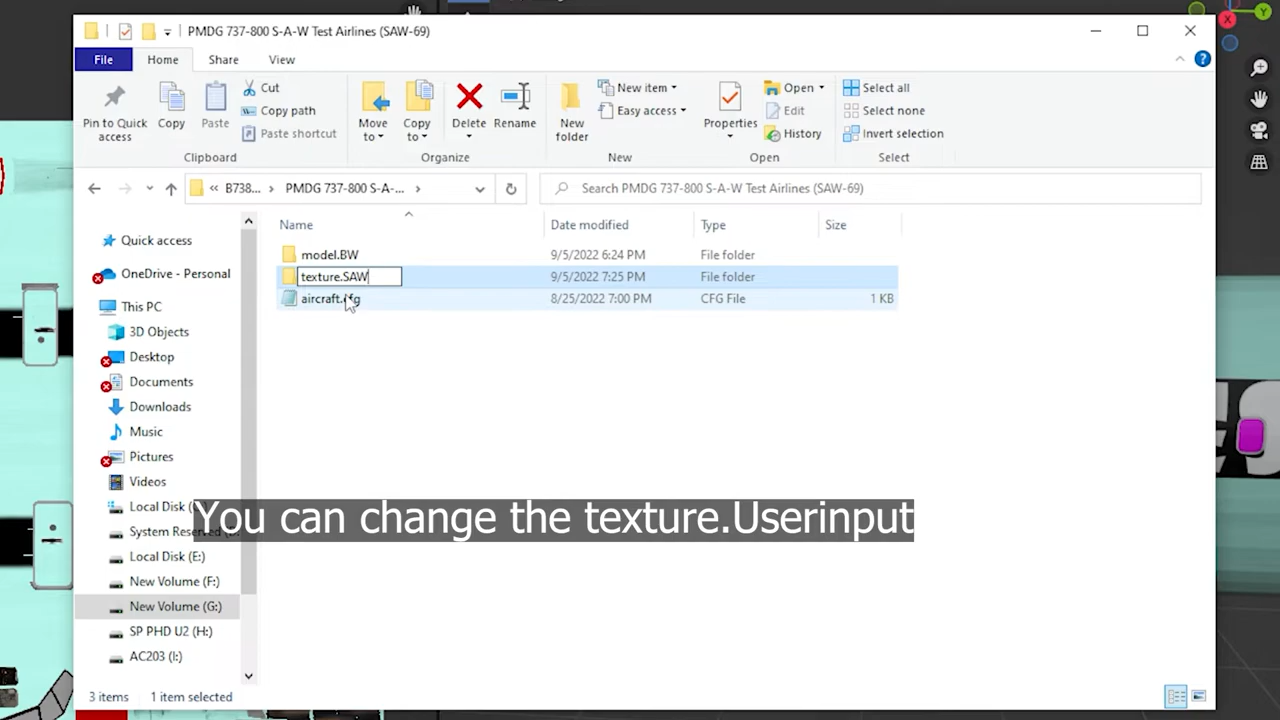 PMDG 737-800 S-A-W Test Airlines (SAW-69)
File Home Share View
Pin to Quick access
Copy
Paste
Cut
Copy path
Paste shortcut
Clipboard
Move to
Copy to
Delete
Rename
Organize
New folder
New item
Easy access
New
Properties
Open
Edit
History
Open
Select all
Select none
Invert selection
Select
« B738... › PMDG 737-800 S-A-... ›
Search PMDG 737-800 S-A-W Test Airlines (SAW-69)
Name Date modified Type Size
model.BW 9/5/2022 6:24 PM File folder
texture.SAW 9/5/2022 7:25 PM File folder
aircraft.cfg 8/25/2022 7:00 PM CFG File 1 KB
Quick access
OneDrive - Personal
This PC
3D Objects
Desktop
Documents
Downloads
Music
Pictures
Videos
Local Disk
System Reserved
Local Disk (E:)
New Volume (F:)
New Volume (G:)
SP PHD U2 (H:)
AC203 (I:)
You can change the texture.Userinput
3 items 1 item selected
X
Y